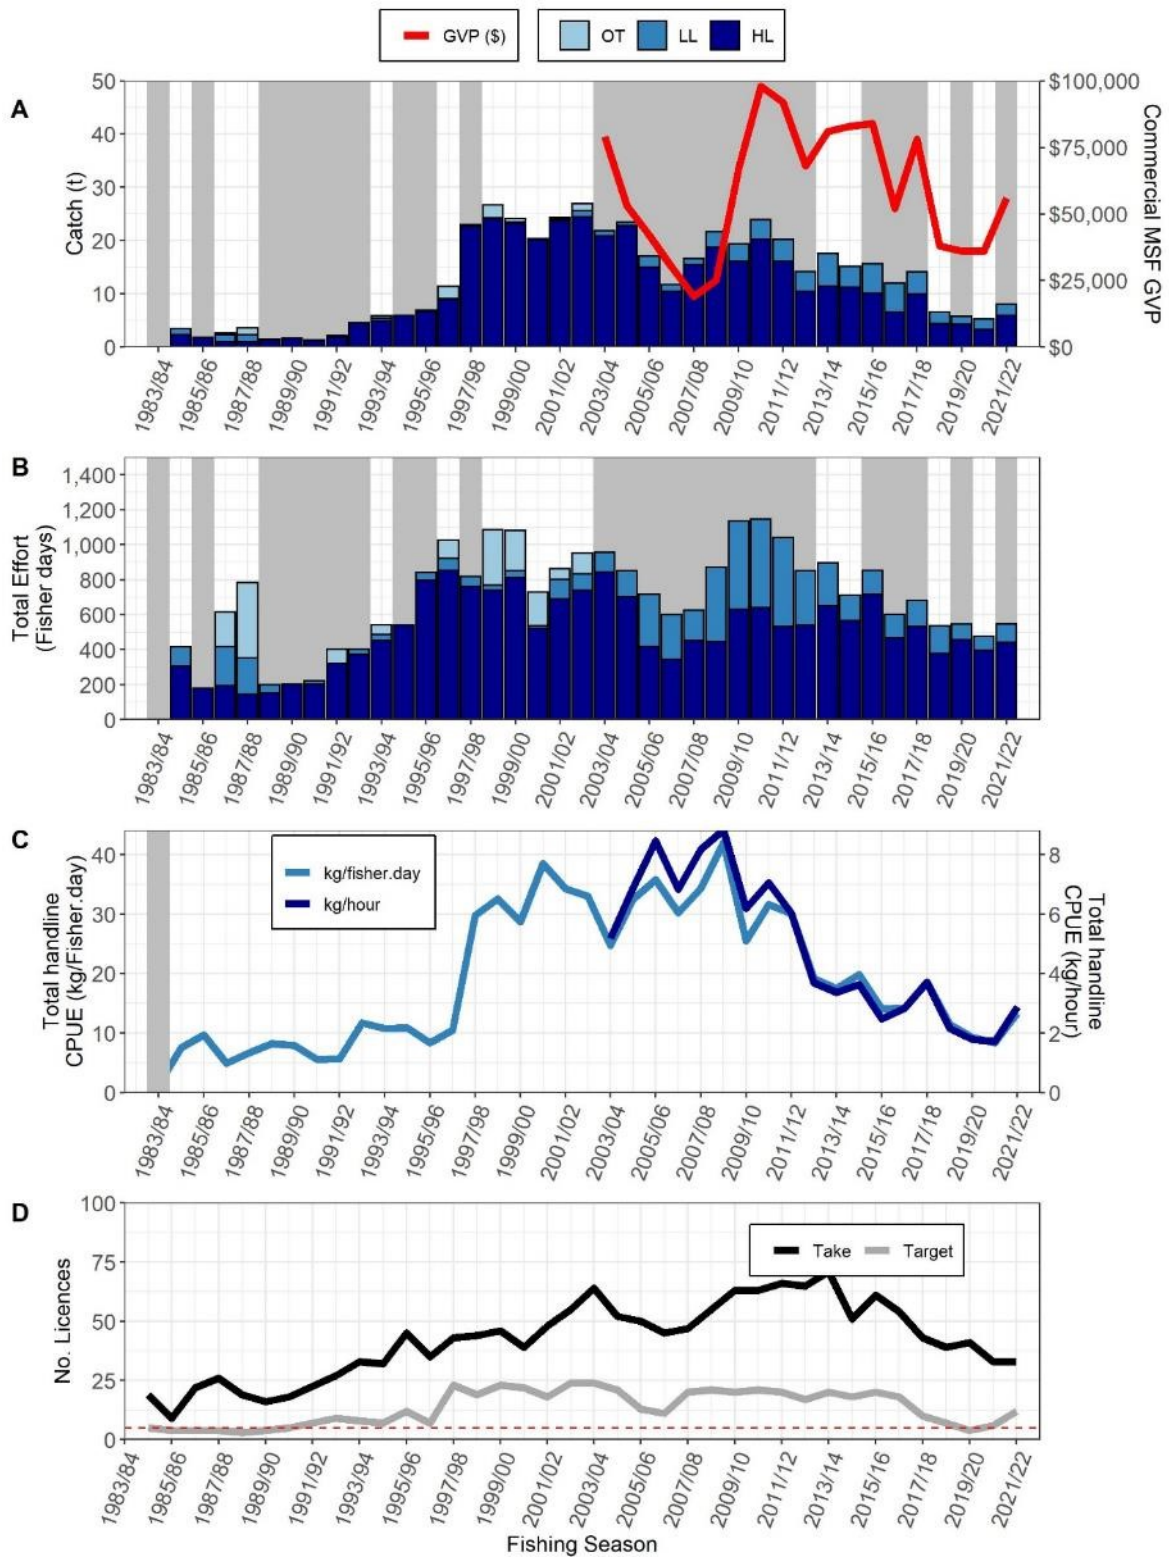 GVP ($) OT LL HL
A
50
40
30
20
10
0
Catch (t)
$100,000
$75,000
$50,000
$25,000
$0
Commercial MSF GVP
1983/84 1985/86 1987/88 1989/90 1991/92 1993/94 1995/96 1997/98 1999/00 2001/02 2003/04 2005/06 2007/08 2009/10 2011/12 2013/14 2015/16 2017/18 2019/20 2021/22
B
1,400
1,200
1,000
800
600
400
200
0
Total Effort
(Fisher days)
1983/84 1985/86 1987/88 1989/90 1991/92 1993/94 1995/96 1997/98 1999/00 2001/02 2003/04 2005/06 2007/08 2009/10 2011/12 2013/14 2015/16 2017/18 2019/20 2021/22
C
40
30
20
10
0
Total handline
CPUE (kg/Fisher.day)
kg/fisher.day
kg/hour
8
6
4
2
0
Total handline
CPUE (kg/hour)
1983/84 1985/86 1987/88 1989/90 1991/92 1993/94 1995/96 1997/98 1999/00 2001/02 2003/04 2005/06 2007/08 2009/10 2011/12 2013/14 2015/16 2017/18 2019/20 2021/22
D
100
75
50
25
0
No. Licences
Take Target
1983/84 1985/86 1987/88 1989/90 1991/92 1993/94 1995/96 1997/98 1999/00 2001/02 2003/04 2005/06 2007/08 2009/10 2011/12 2013/14 2015/16 2017/18 2019/20 2021/22
Fishing Season